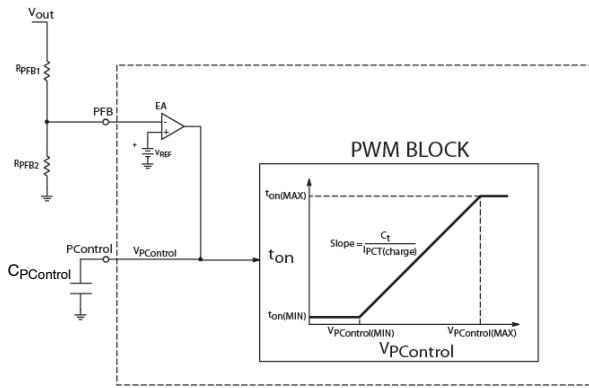 Vout
RPFB1
PFB
EA
-
+
+
VREF
RPFB2
PControl
VPControl
CPControl
PWM BLOCK
ton
ton(MAX)
Slope = Ct / IPCT(charge)
ton(MIN)
VPControl(MIN)
VPControl(MAX)
VPControl